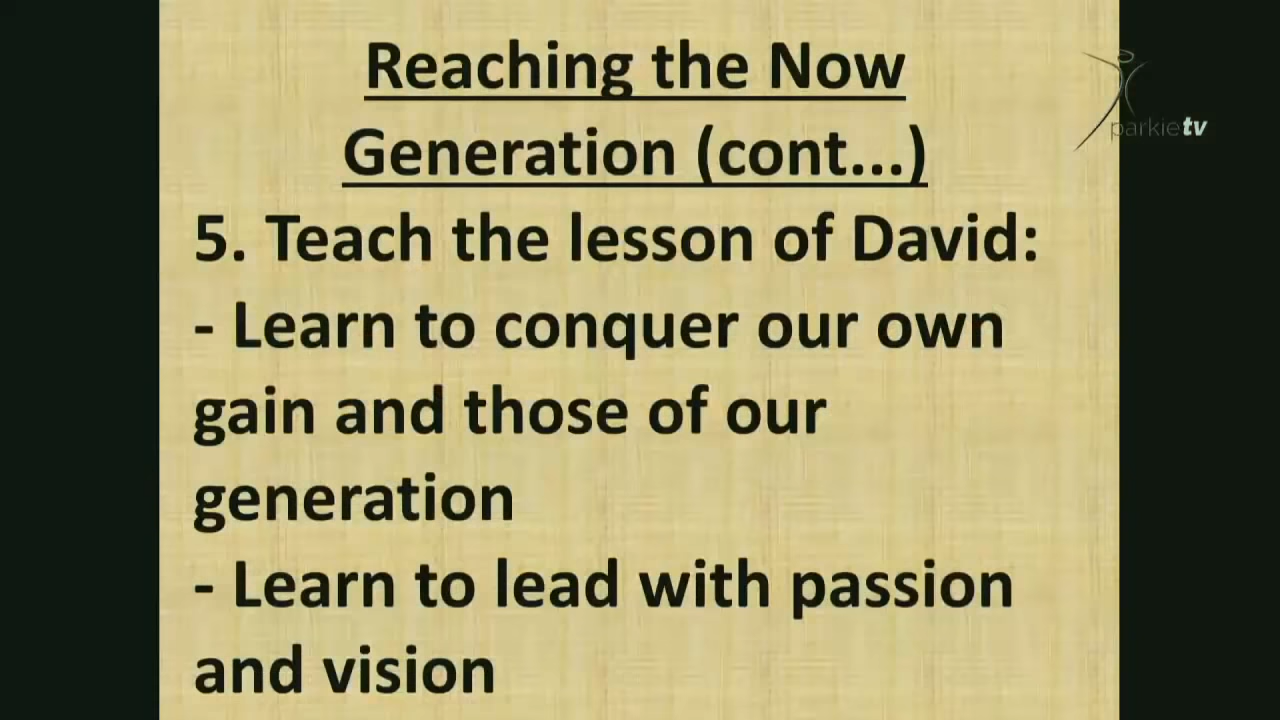 Reaching the Now
Generation (cont...)
5. Teach the lesson of David:
- Learn to conquer our own
gain and those of our
generation
- Learn to lead with passion
and vision
parkietv